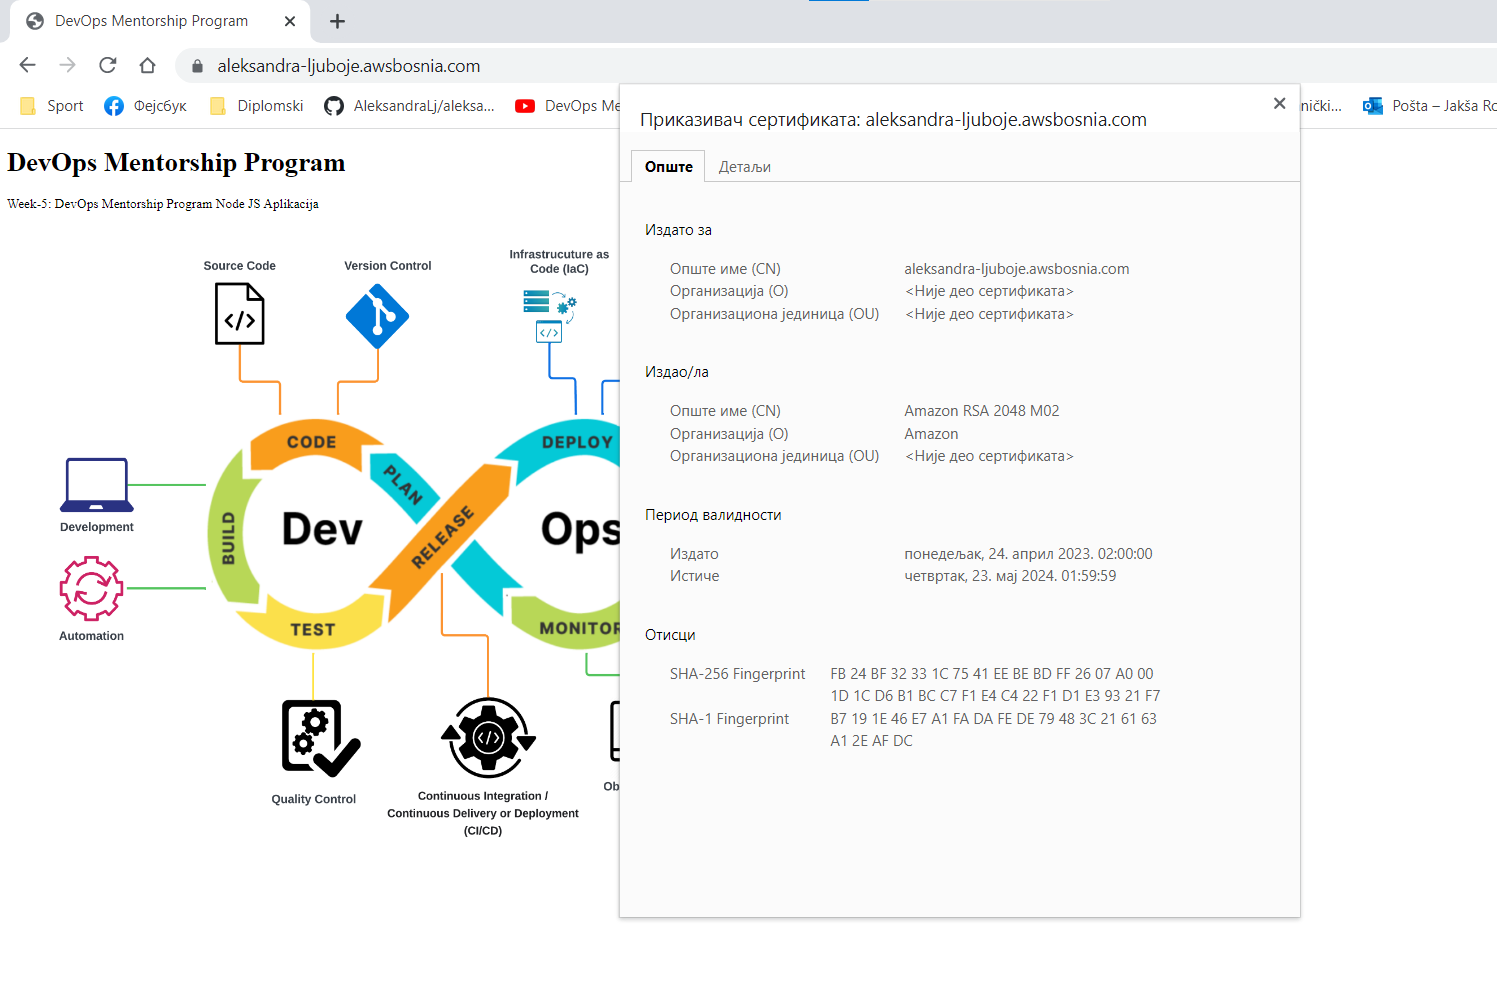 DevOps Mentorship Program
aleksandra-ljuboje.awsbosnia.com
Sport Фејсбук Diplomski AleksandraLj/aleksa... DevOps Me nički... Pošta – Jakša Ro
DevOps Mentorship Program
Week-5: DevOps Mentorship Program Node JS Aplikacija
Source Code
Version Control
Infrastrucuture as
Code (IaC)
CODE
DEPLOY
PLAN
BUILD
Dev
RELEASE
Ops
TEST
MONITOR
Development
Automation
Quality Control
Continuous Integration /
Continuous Delivery or Deployment
(CI/CD)
Ob
Приказивач сертификата: aleksandra-ljuboje.awsbosnia.com
Опште Детаљи
Издато за
Опште име (CN) aleksandra-ljuboje.awsbosnia.com
Организација (O) <Није део сертификата>
Организациона јединица (OU) <Није део сертификата>
Издао/ла
Опште име (CN) Amazon RSA 2048 M02
Организација (O) Amazon
Организациона јединица (OU) <Није део сертификата>
Период валидности
Издато понедељак, 24. април 2023. 02:00:00
Истиче четвртак, 23. мај 2024. 01:59:59
Отисци
SHA-256 Fingerprint FB 24 BF 32 33 1C 75 41 EE BE BD FF 26 07 A0 00
1D 1C D6 B1 BC C7 F1 E4 C4 22 F1 D1 E3 93 21 F7
SHA-1 Fingerprint B7 19 1E 46 E7 A1 FA DA FE DE 79 48 3C 21 61 63
A1 2E AF DC